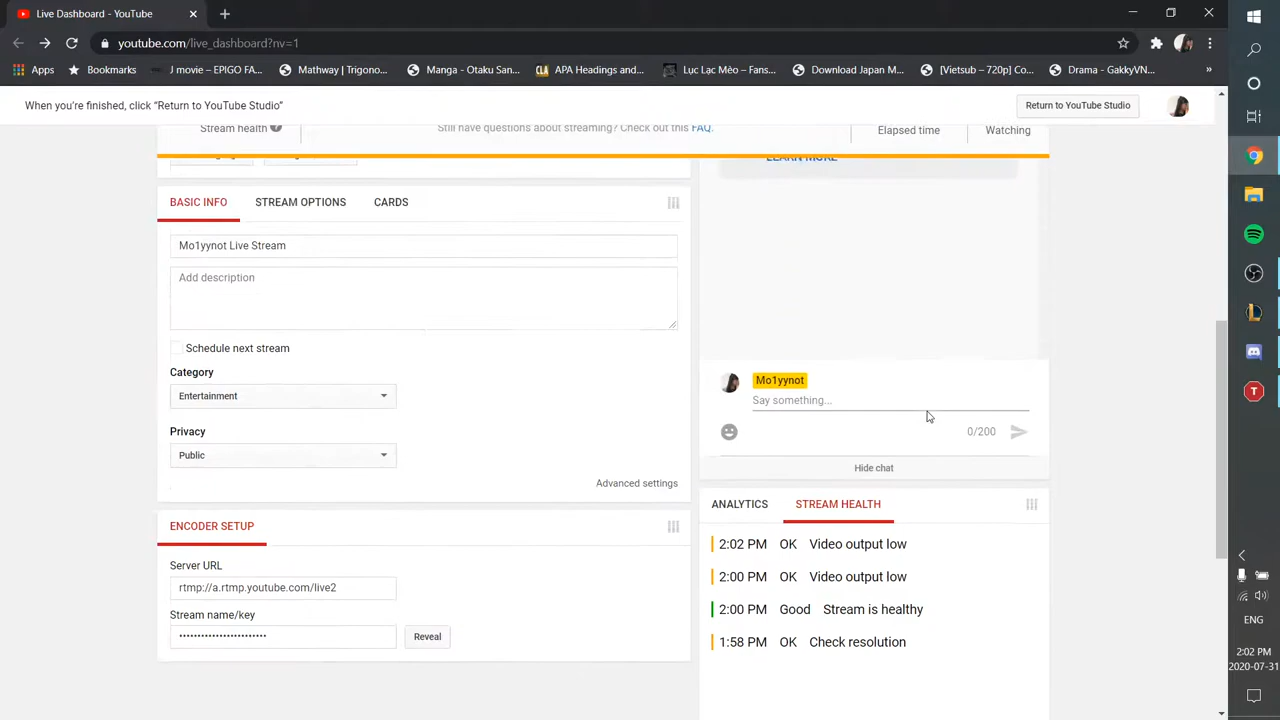 Live Dashboard - YouTube
youtube.com/live_dashboard?nv=1
Apps
Bookmarks
J movie – EPIGO FA...
Mathway | Trigono...
Manga - Otaku San...
CLA
APA Headings and...
Lục Lạc Mèo – Fans...
Download Japan M...
[Vietsub – 720p] Co...
Drama - GakkyVN...
»
When you're finished, click “Return to YouTube Studio”
Return to YouTube Studio
Stream health ?
Still have questions about streaming? Check out this FAQ.
Elapsed time
Watching
LEARN MORE
BASIC INFO
STREAM OPTIONS
CARDS
Mo1yynot Live Stream
Add description
Schedule next stream
Category
Entertainment
Privacy
Public
Advanced settings
ENCODER SETUP
Server URL
rtmp://a.rtmp.youtube.com/live2
Stream name/key
••••••••••••••••••••••••
Reveal
Mo1yynot
Say something...
0/200
Hide chat
ANALYTICS
STREAM HEALTH
2:02 PM OK Video output low
2:00 PM OK Video output low
2:00 PM Good Stream is healthy
1:58 PM OK Check resolution
T
ENG
2:02 PM
2020-07-31